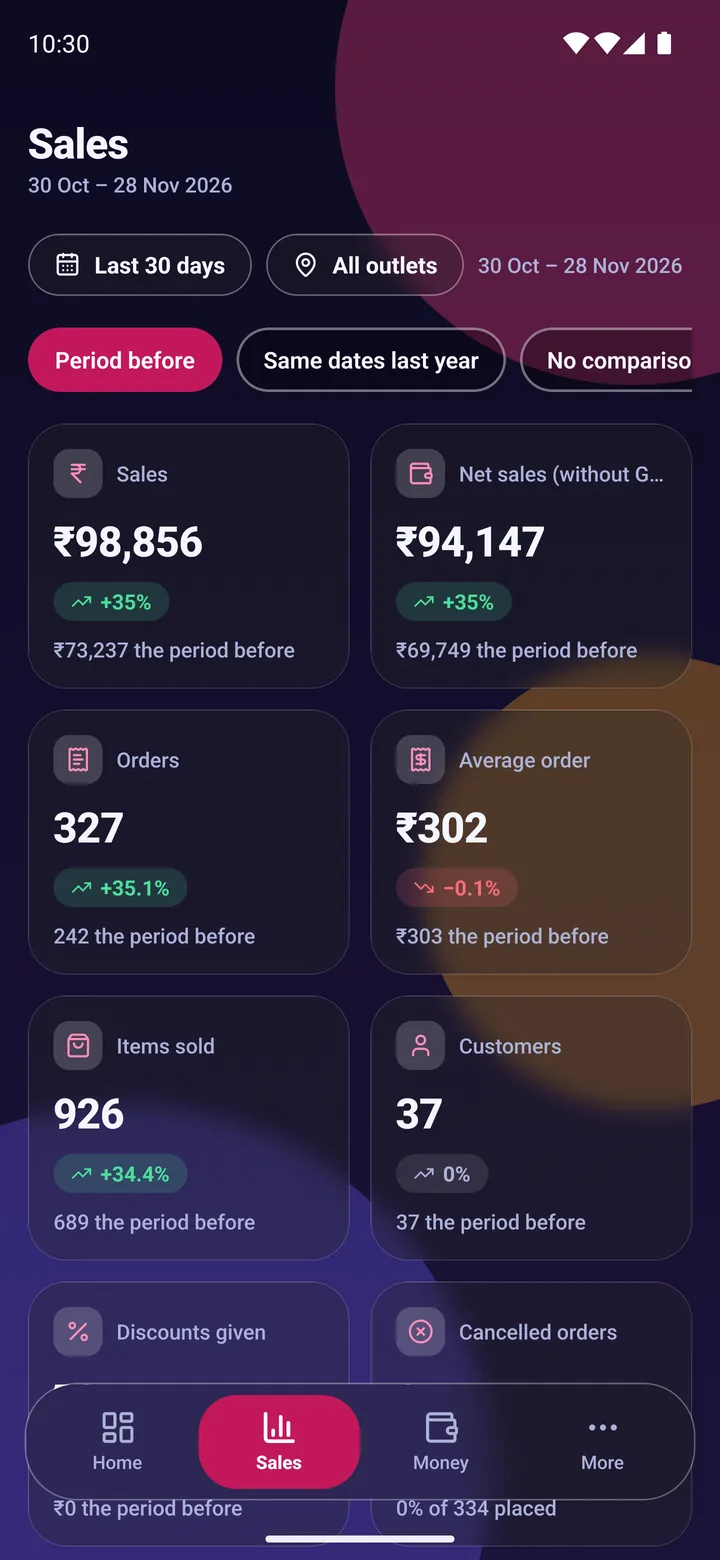 10:30
Sales
30 Oct – 28 Nov 2026
Last 30 days
All outlets
30 Oct – 28 Nov 2026
Period before
Same dates last year
No compariso
Sales
Net sales (without G...
₹98,856
₹94,147
+35%
+35%
₹73,237 the period before
₹69,749 the period before
Orders
Average order
327
₹302
+35.1%
−0.1%
242 the period before
₹303 the period before
Items sold
Customers
926
37
+34.4%
0%
689 the period before
37 the period before
Discounts given
Cancelled orders
Home
Sales
Money
More
₹0 the period before
0% of 334 placed